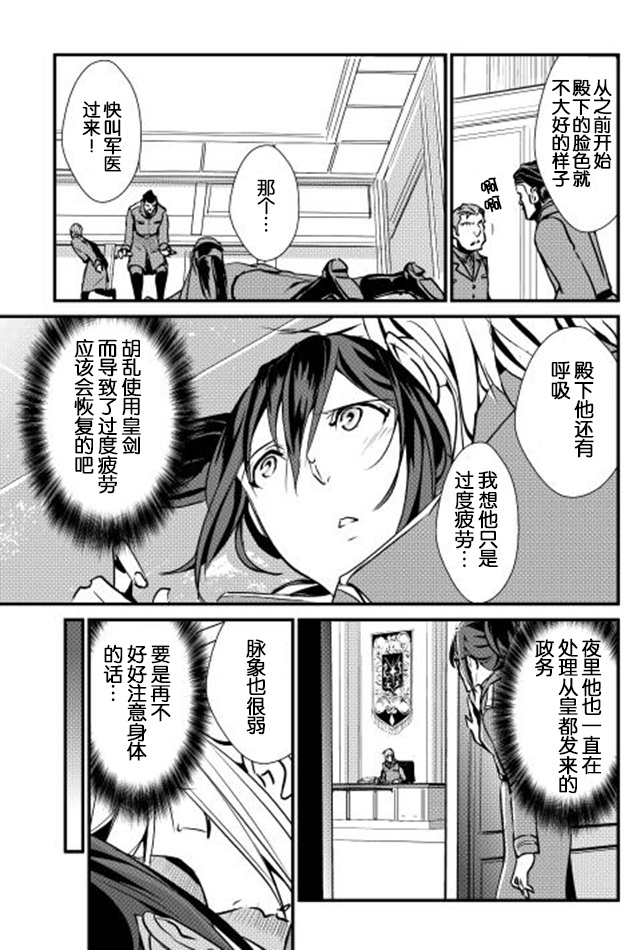 从之前开始
殿下的脸色就
不大好的样子
啊
啊
那个…
快叫军医
过来！
殿下他还有
呼吸
我想他只是
过度疲劳…
胡乱使用皇剑
而导致了过度疲劳
应该会恢复的吧
夜里他也一直在
处理从皇都发来的
政务
脉象也很弱
要是再不
好好注意身体
的话…